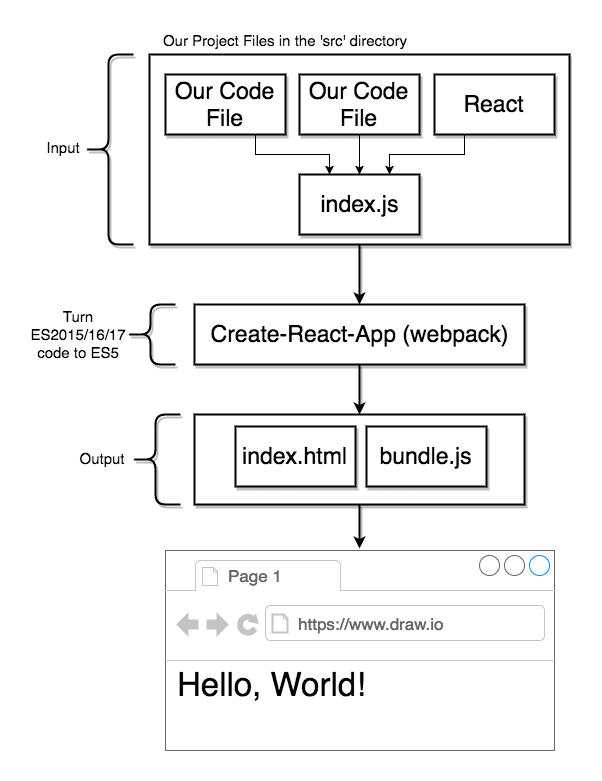 Our Project Files in the 'src' directory
Our Code
File
Our Code
File
React
Input
index.js
Turn
ES2015/16/17
code to ES5
Create-React-App (webpack)
Output
index.html
bundle.js
Page 1
https://www.draw.io
Hello, World!